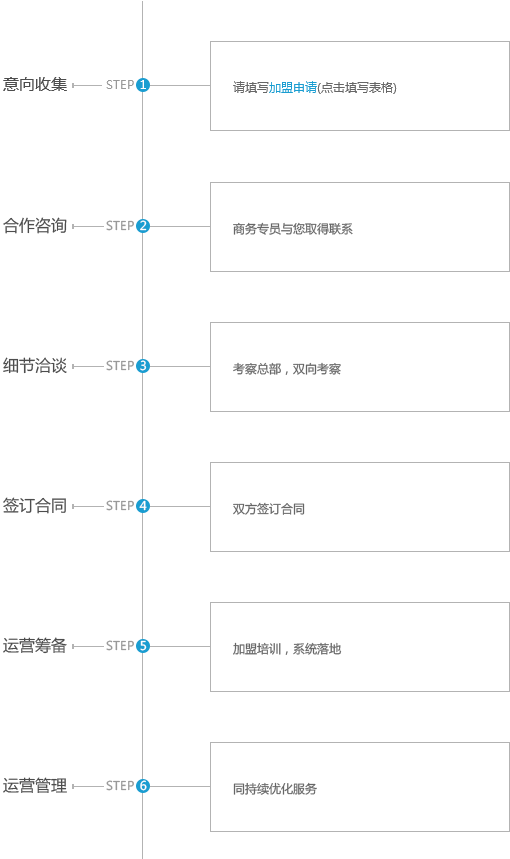 意向收集 STEP 1 请填写加盟申请(点击填写表格)
合作咨询 STEP 2 商务专员与您取得联系
细节洽谈 STEP 3 考察总部，双向考察
签订合同 STEP 4 双方签订合同
运营筹备 STEP 5 加盟培训，系统落地
运营管理 STEP 6 同持续优化服务